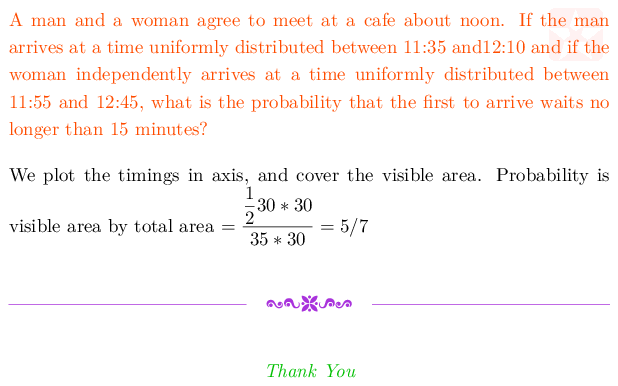 A man and a woman agree to meet at a cafe about noon. If the man
arrives at a time uniformly distributed between 11:35 and12:10 and if the
woman independently arrives at a time uniformly distributed between
11:55 and 12:45, what is the probability that the first to arrive waits no
longer than 15 minutes?
We plot the timings in axis, and cover the visible area. Probability is
visible area by total area = \frac{\frac{1}{2}30 * 30}{35 * 30} = 5/7
Thank You